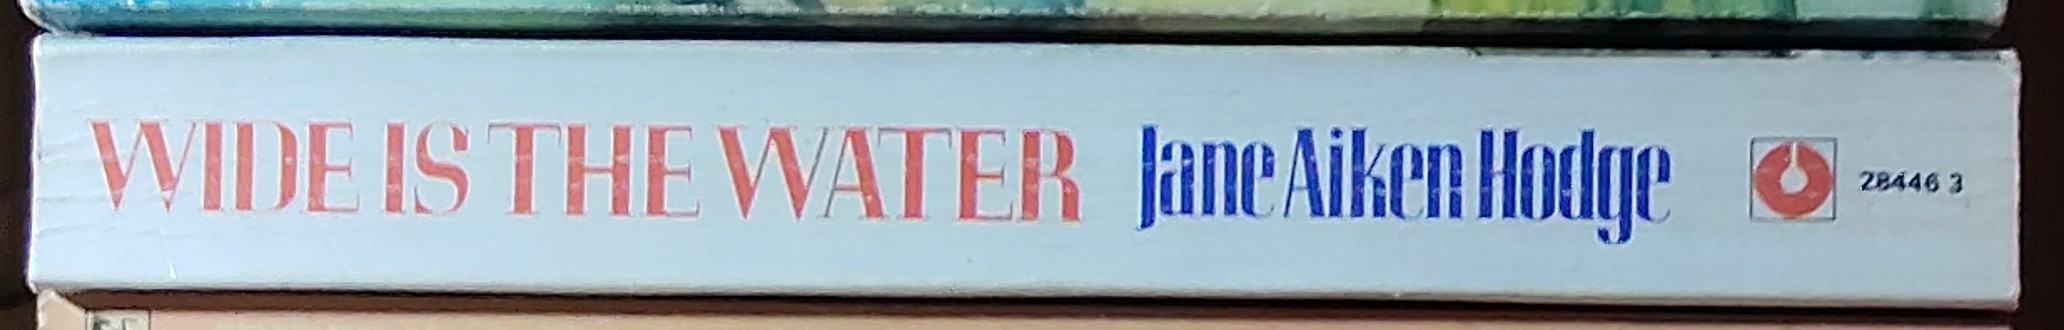 WIDE IS THE WATER Jane Aiken Hodge 28446 3